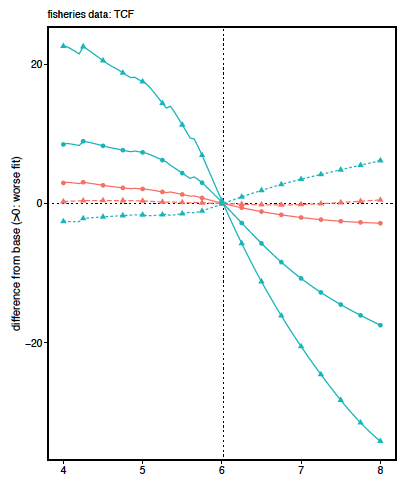 fisheries data: TCF
difference from base (>0: worse fit)
20
0
−20
4 5 6 7 8